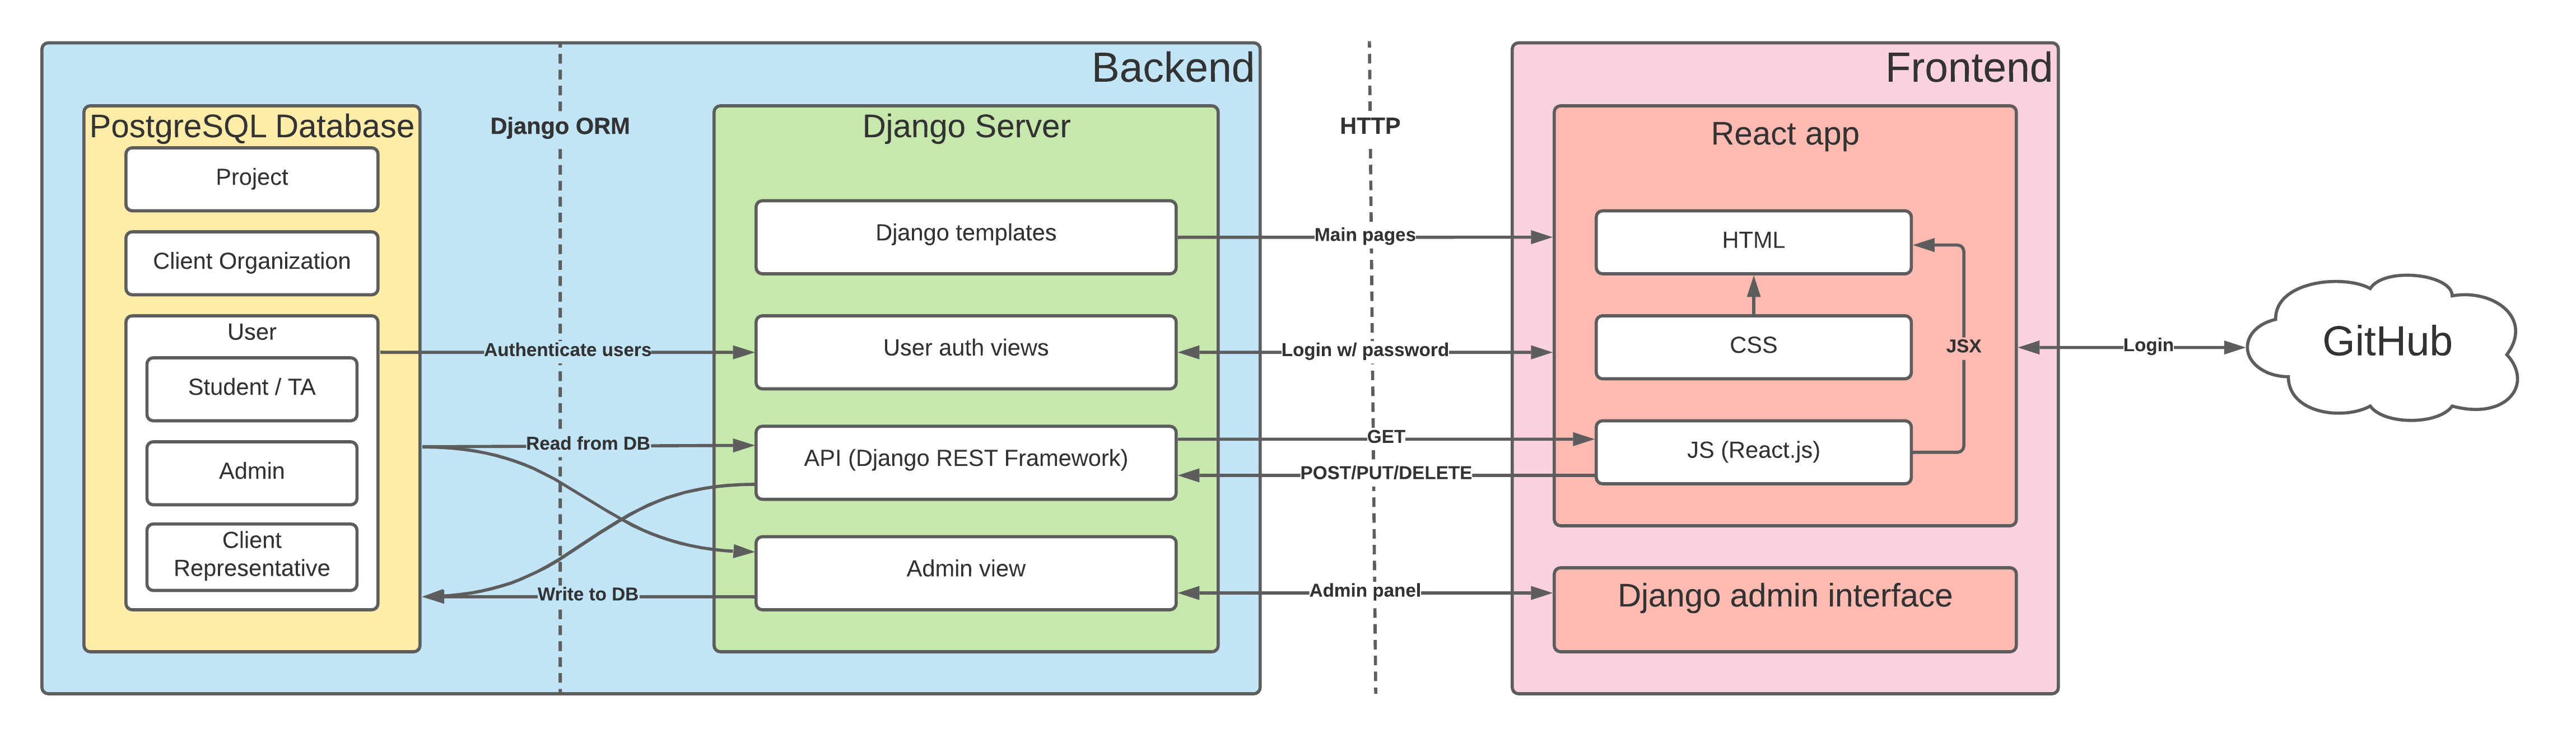 Backend
PostgreSQL Database
Project
Client Organization
User
Student / TA
Admin
Client
Representative
Django ORM
Authenticate users
Read from DB
Write to DB
Django Server
Django templates
User auth views
API (Django REST Framework)
Admin view
HTTP
Main pages
Login w/ password
GET
POST/PUT/DELETE
Admin panel
Frontend
React app
HTML
CSS
JSX
JS (React.js)
Django admin interface
Login
GitHub